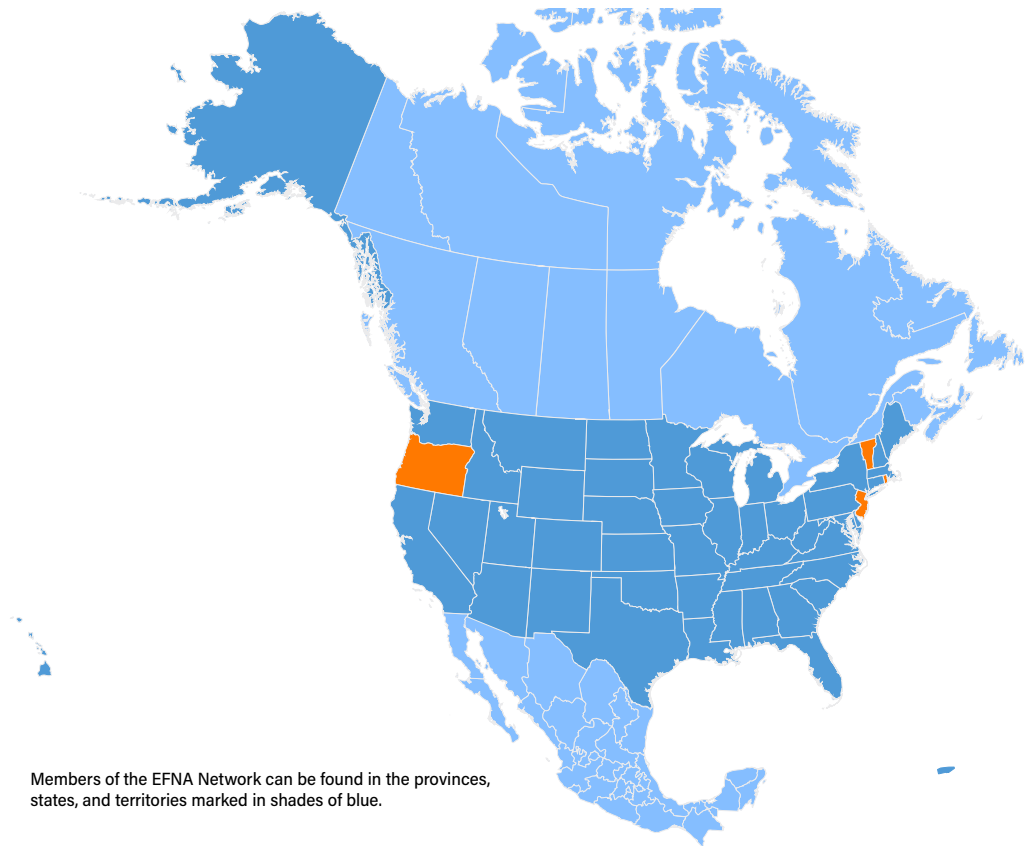 Members of the EFNA Network can be found in the provinces,
states, and territories marked in shades of blue.